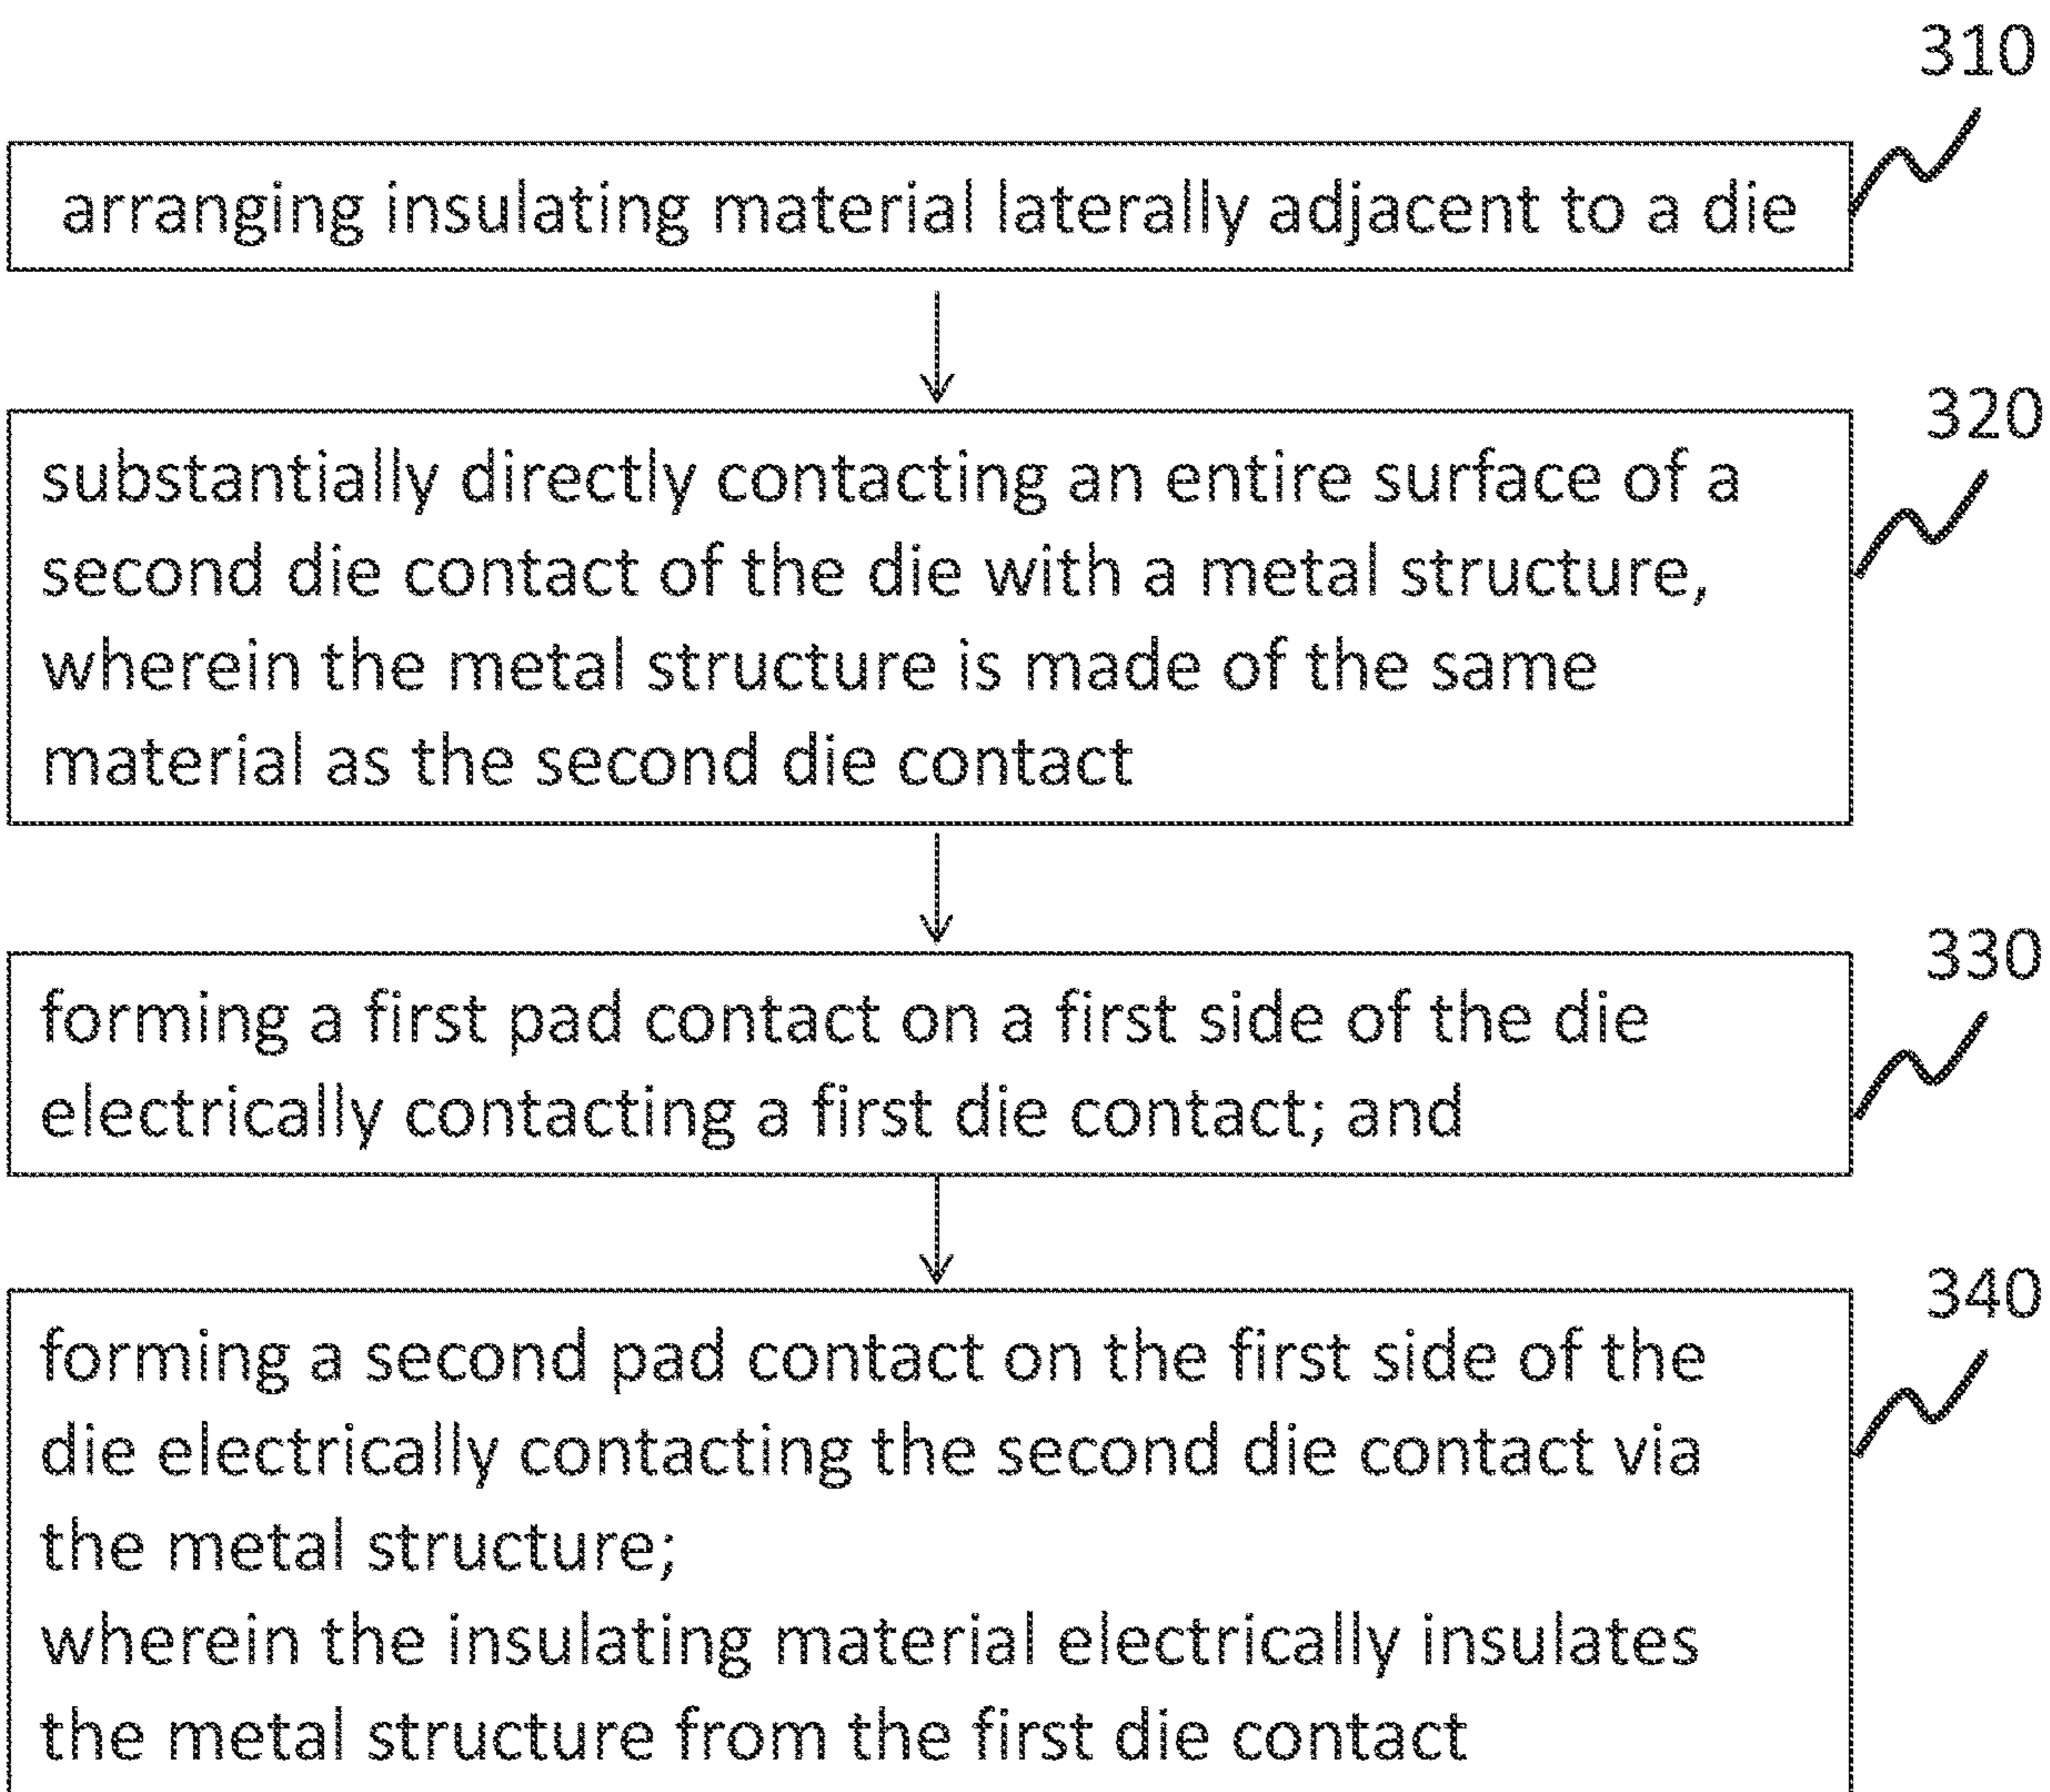 310
arranging insulating material laterally adjacent to a die
320
substantially directly contacting an entire surface of a
second die contact of the die with a metal structure,
wherein the metal structure is made of the same
material as the second die contact
330
forming a first pad contact on a first side of the die
electrically contacting a first die contact; and
340
forming a second pad contact on the first side of the
die electrically contacting the second die contact via
the metal structure;
wherein the insulating material electrically insulates
the metal structure from the first die contact